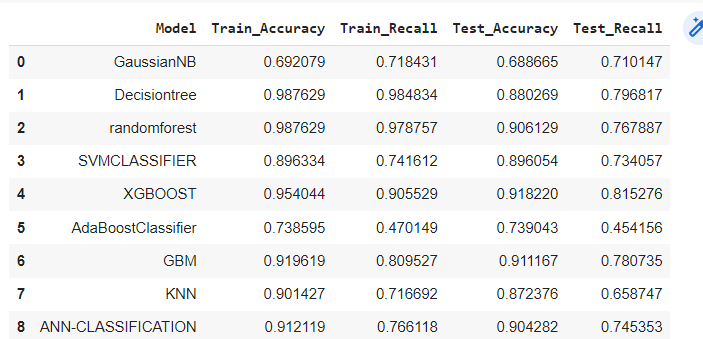 Model Train_Accuracy Train_Recall Test_Accuracy Test_Recall
0 GaussianNB 0.692079 0.718431 0.688665 0.710147
1 Decisiontree 0.987629 0.984834 0.880269 0.796817
2 randomforest 0.987629 0.978757 0.906129 0.767887
3 SVMCLASSIFIER 0.896334 0.741612 0.896054 0.734057
4 XGBOOST 0.954044 0.905529 0.918220 0.815276
5 AdaBoostClassifier 0.738595 0.470149 0.739043 0.454156
6 GBM 0.919619 0.809527 0.911167 0.780735
7 KNN 0.901427 0.716692 0.872376 0.658747
8 ANN-CLASSIFICATION 0.912119 0.766118 0.904282 0.745353